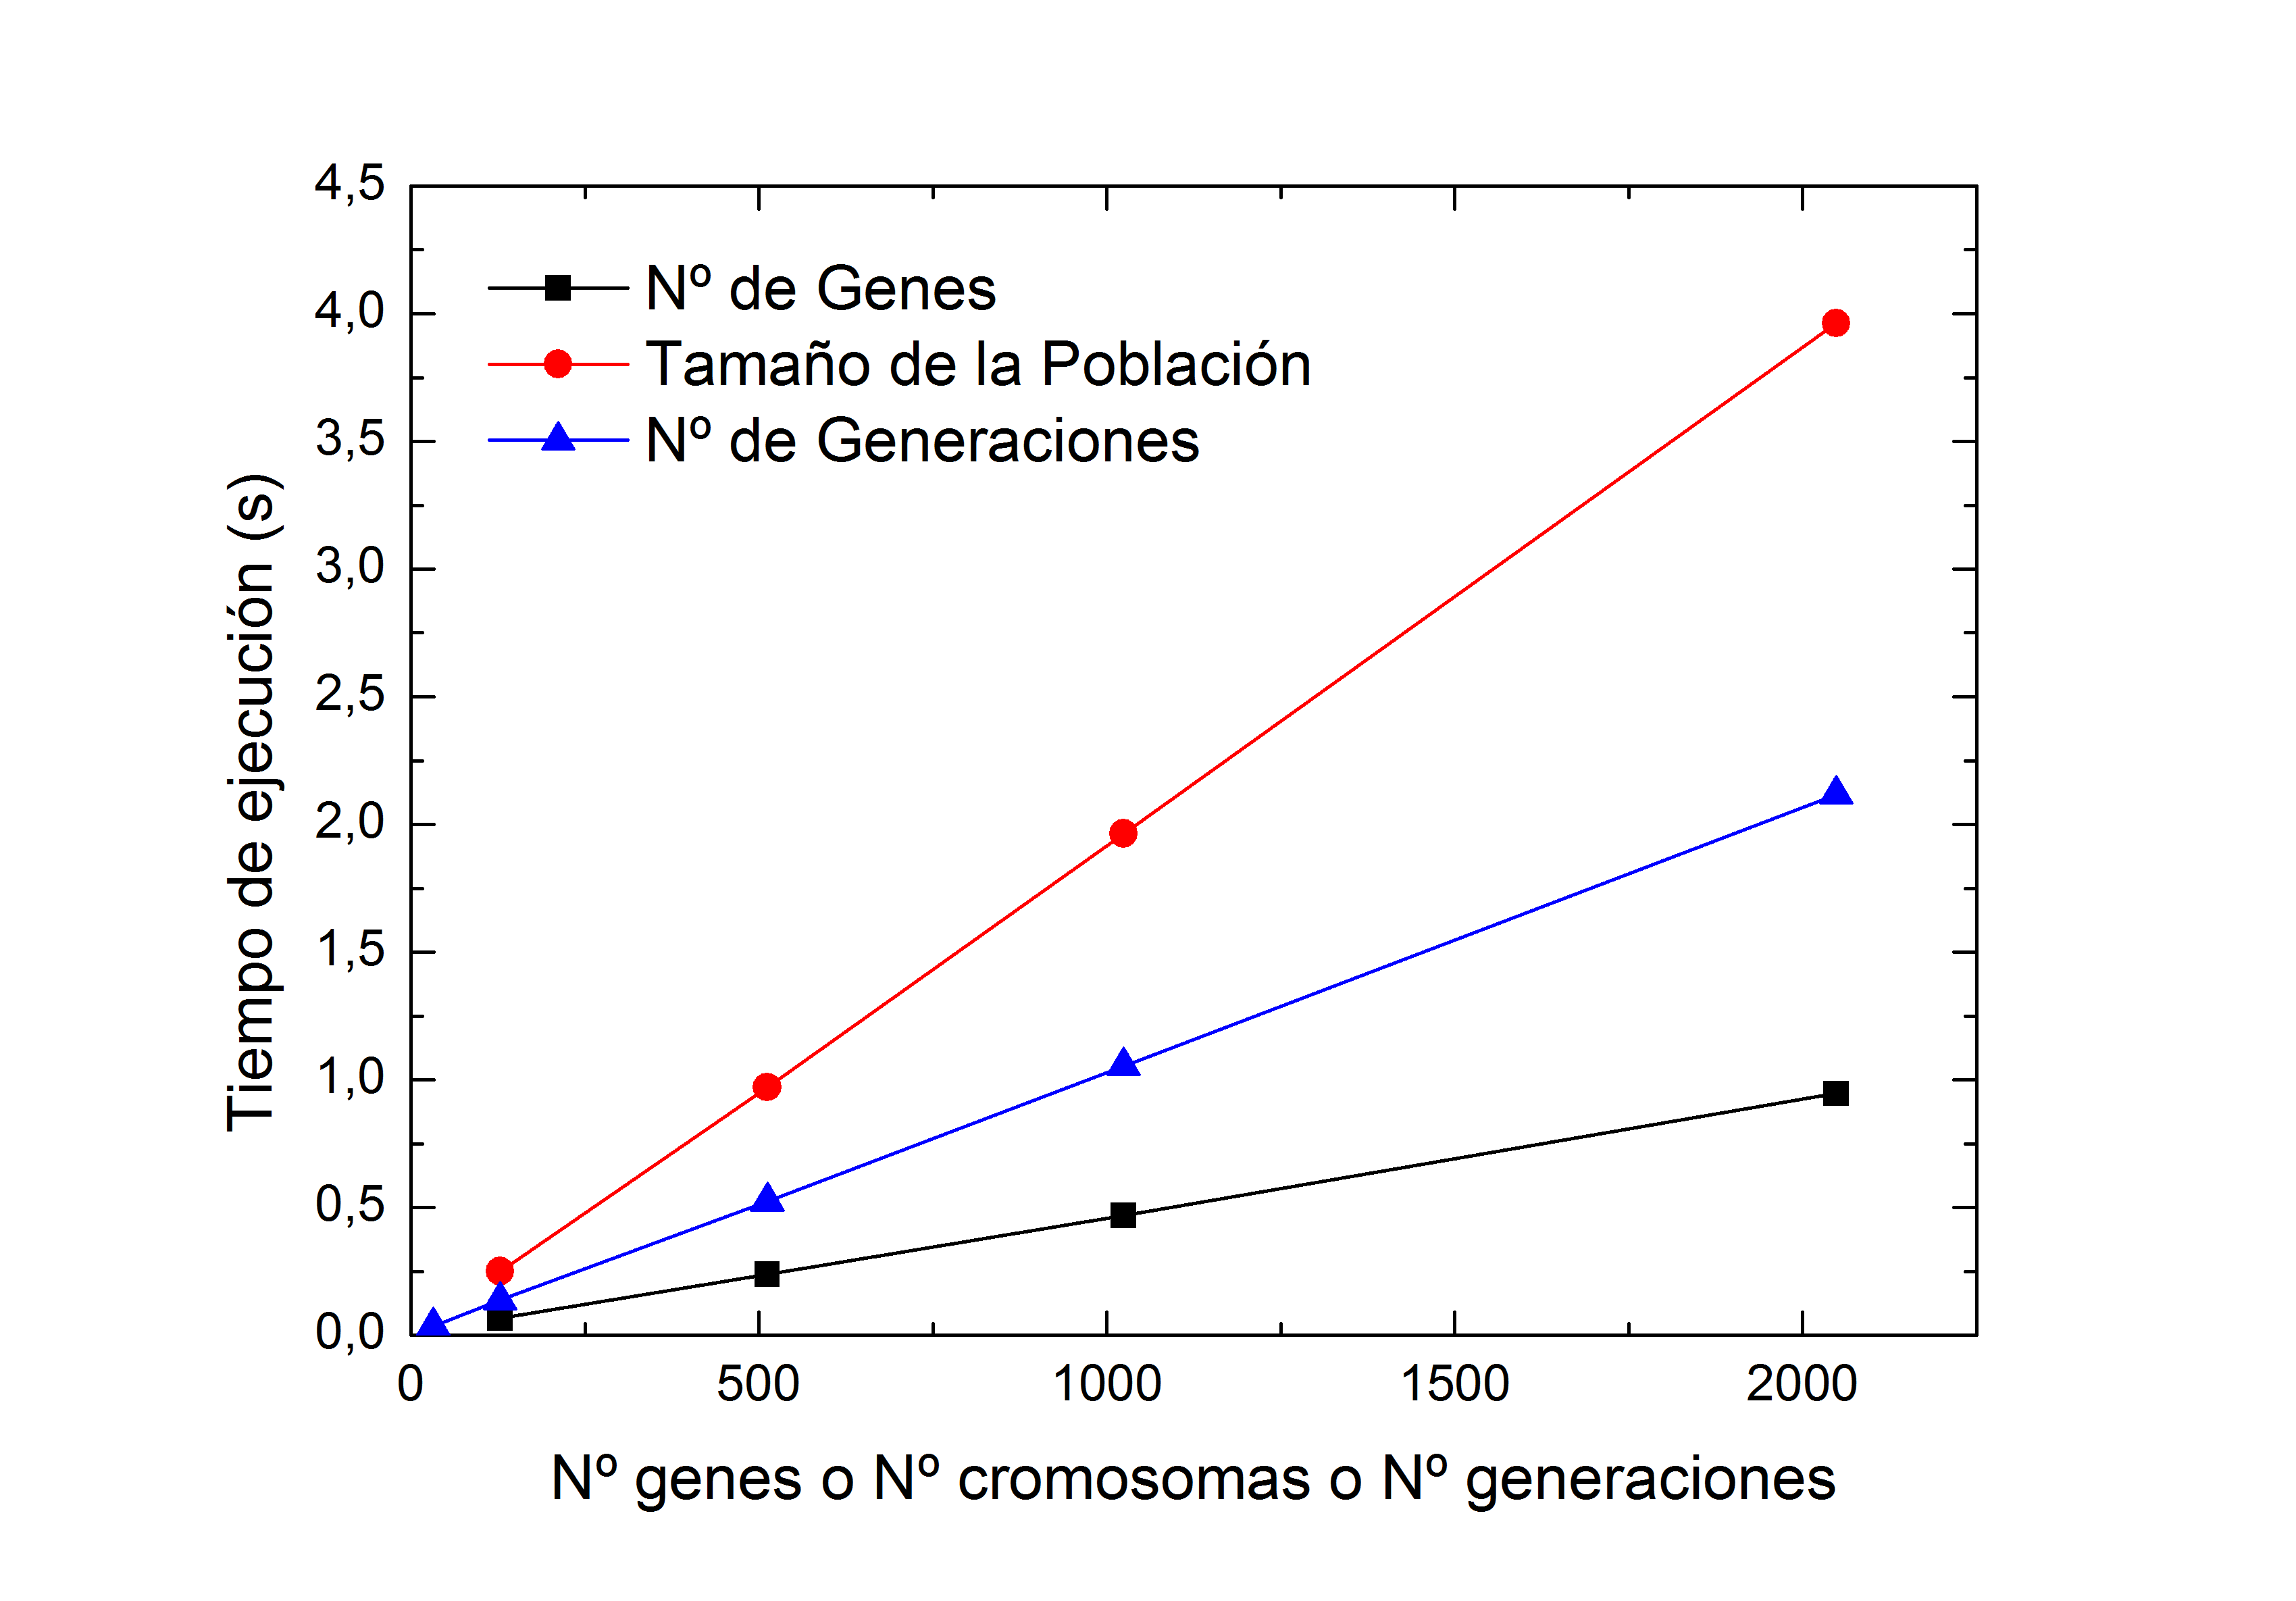 4,5
4,0
3,5
3,0
2,5
2,0
1,5
1,0
0,5
0,0
Tiempo de ejecución (s)
Nº de Genes
Tamaño de la Población
Nº de Generaciones
0 500 1000 1500 2000
Nº genes o Nº cromosomas o Nº generaciones